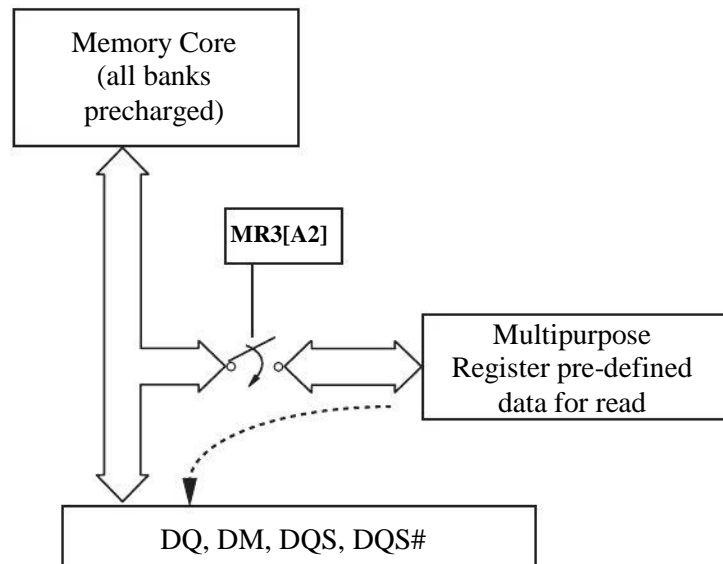 Memory Core
(all banks
precharged)
MR3[A2]
Multipurpose
Register pre-defined
data for read
DQ, DM, DQS, DQS#